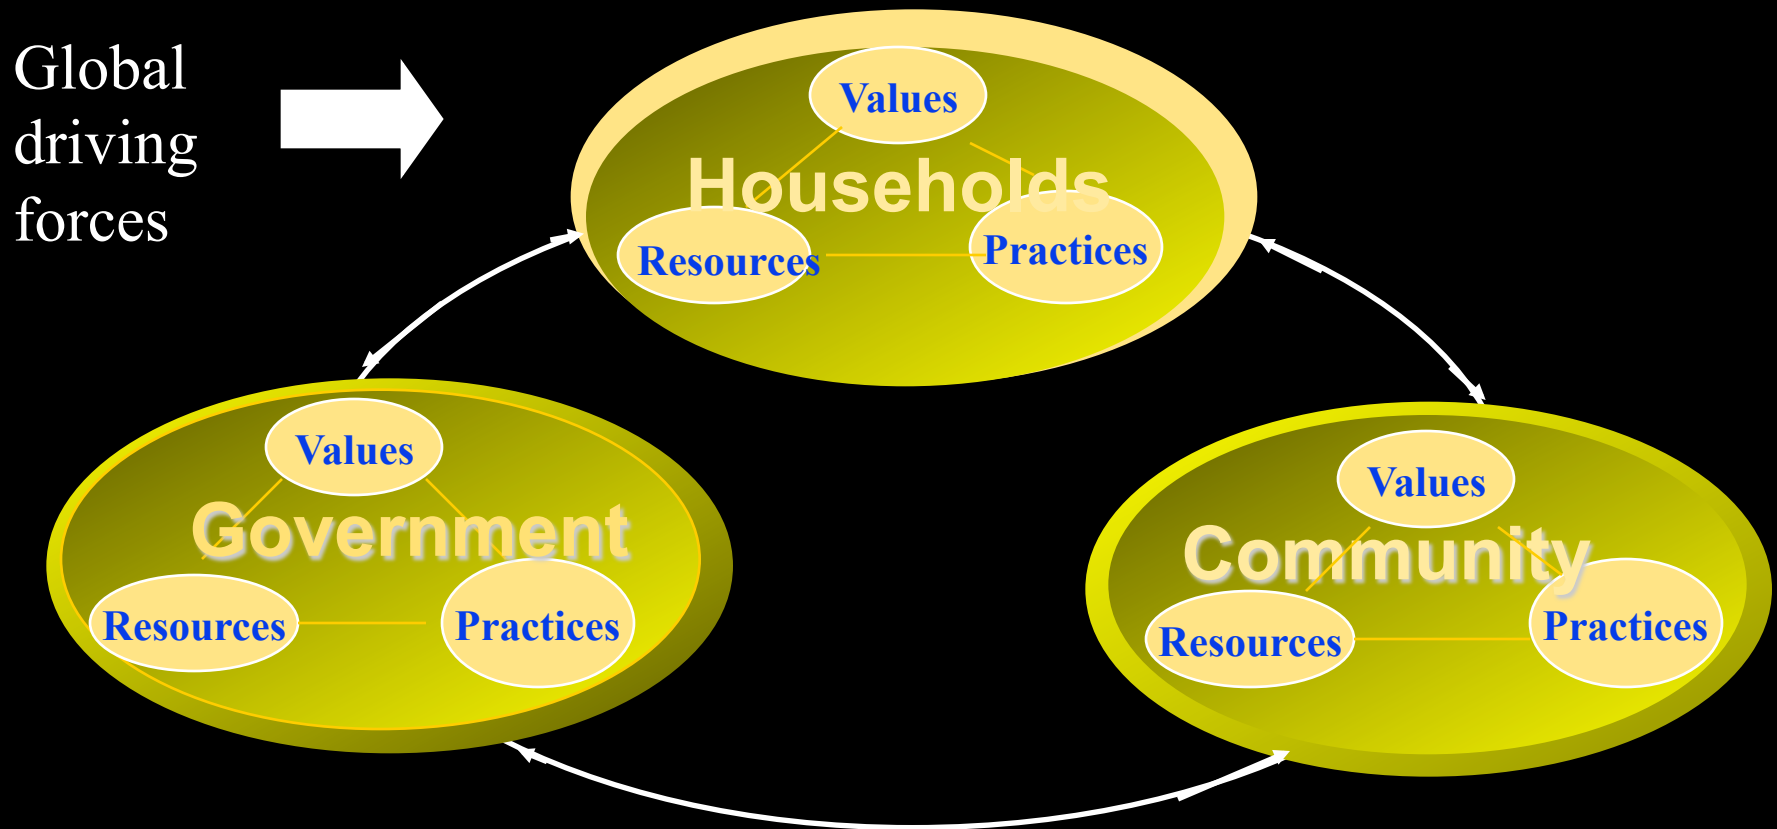 Global
driving
forces
Values
Households
Resources
Practices
Values
Government
Resources
Practices
Values
Community
Resources
Practices